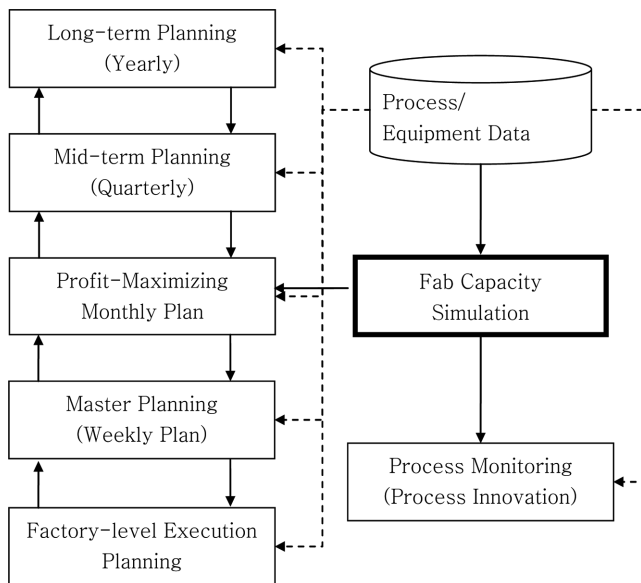 Long-term Planning
(Yearly)
Mid-term Planning
(Quarterly)
Profit-Maximizing
Monthly Plan
Master Planning
(Weekly Plan)
Factory-level Execution
Planning
Process/
Equipment Data
Fab Capacity
Simulation
Process Monitoring
(Process Innovation)